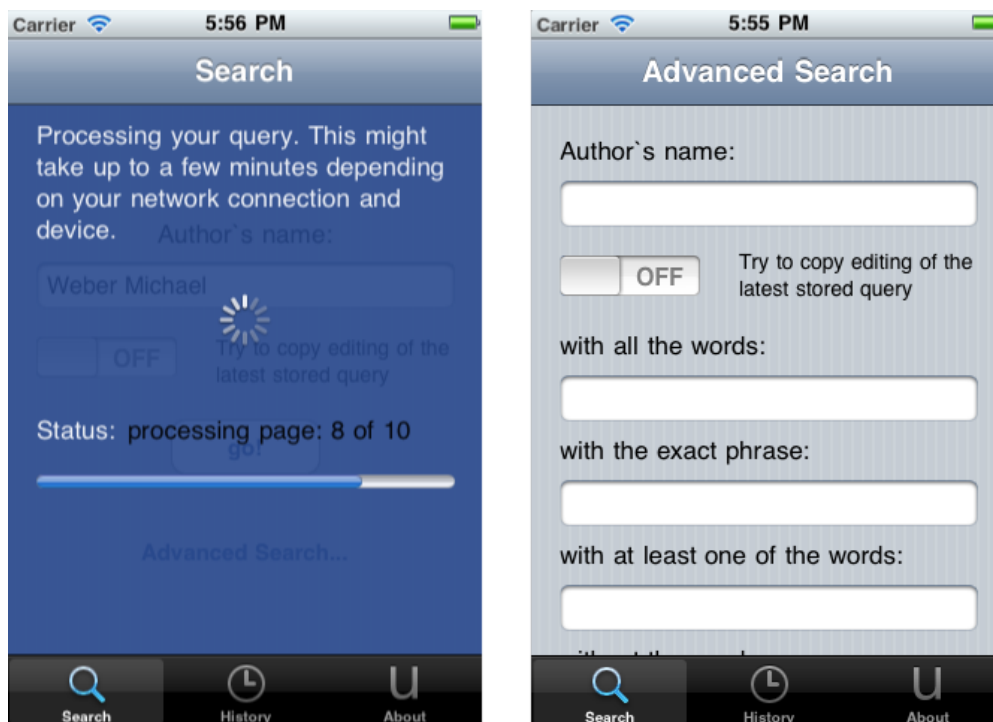 Carrier 5:56 PM
Search
Processing your query. This might
take up to a few minutes depending
on your network connection and
device.
Author`s name:
Weber Michael
OFF
Try to copy editing of the
latest stored query
Status: processing page: 8 of 10
go!
Advanced Search...
Search History About
Carrier 5:55 PM
Advanced Search
Author`s name:
OFF
Try to copy editing of the
latest stored query
with all the words:
with the exact phrase:
with at least one of the words:
Search History About